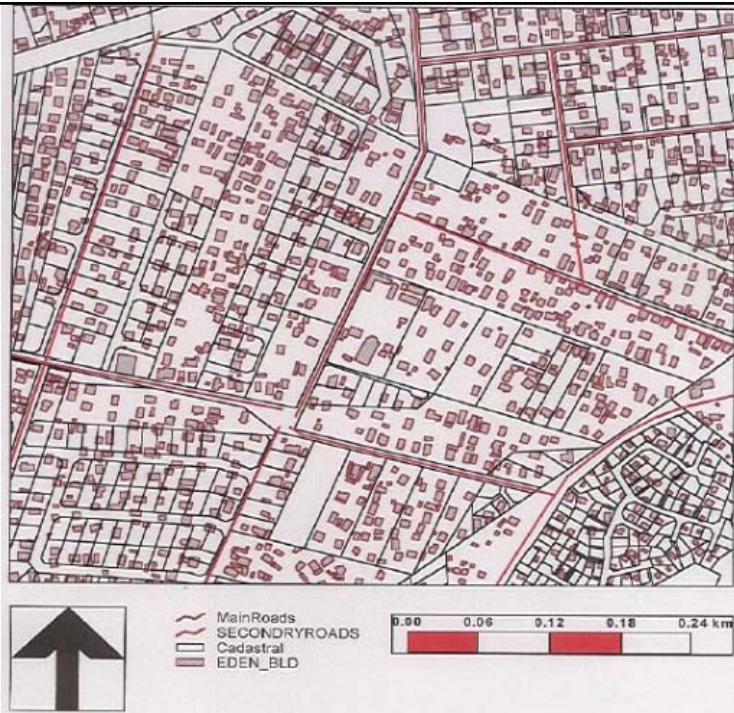 MainRoads
SECONDRYROADS
Cadastral
EDEN_BLD
0.00 0.06 0.12 0.18 0.24 km